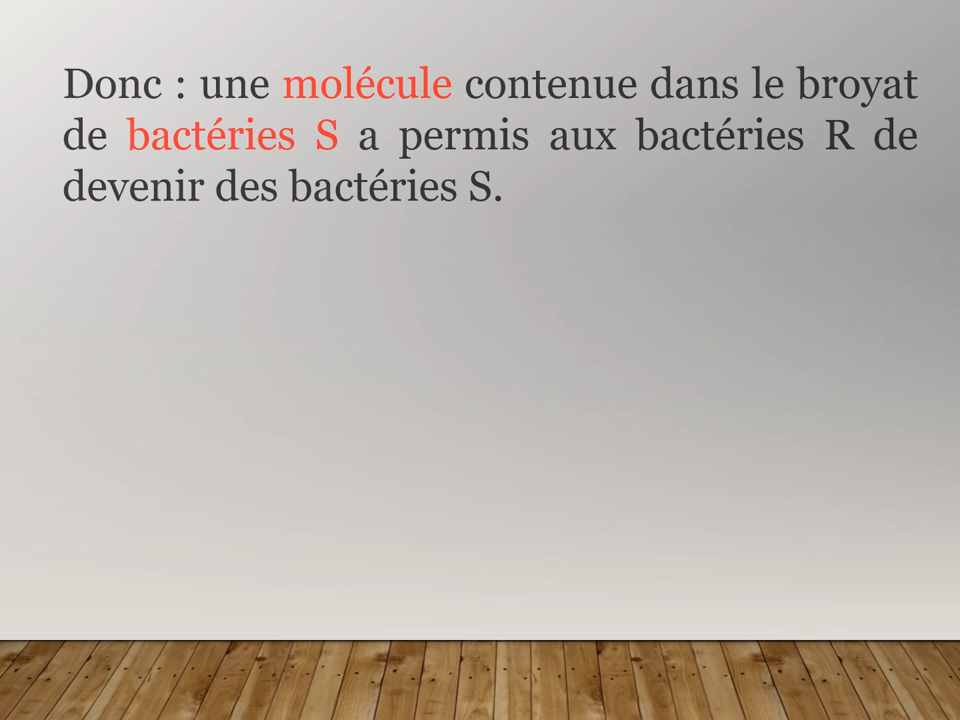 Donc : une molécule contenue dans le broyat
de bactéries S a permis aux bactéries R de
devenir des bactéries S.